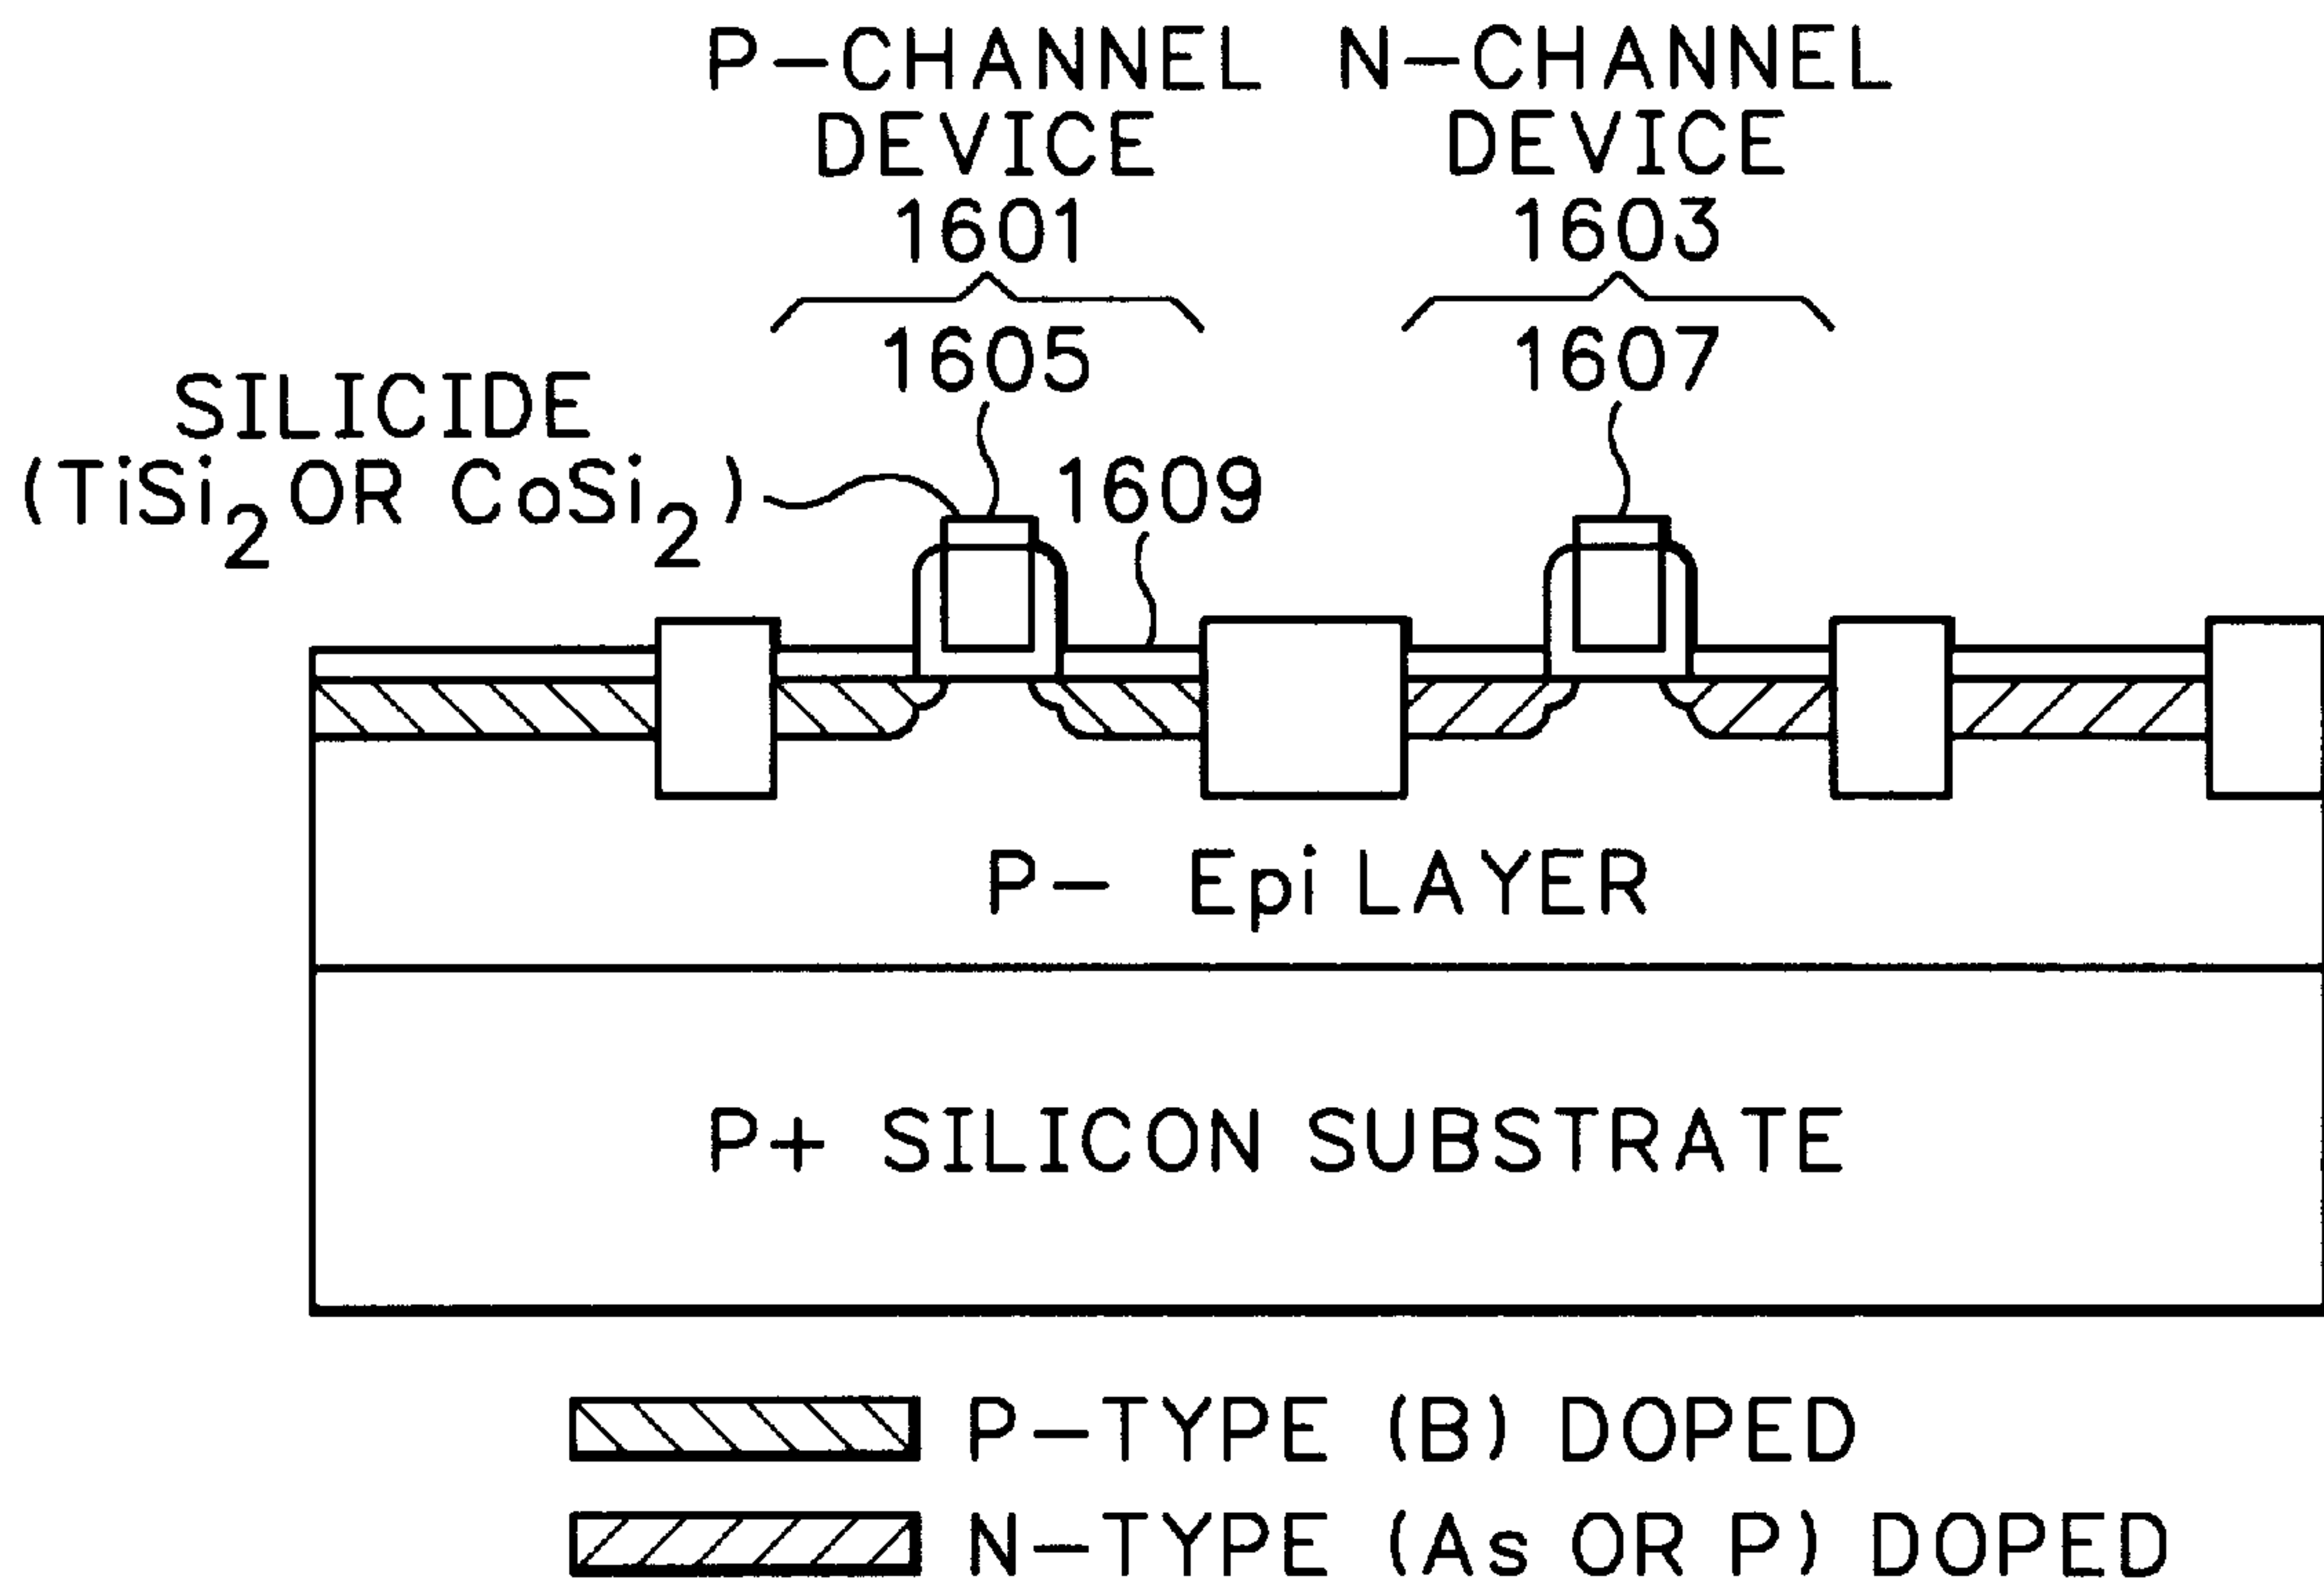 P-CHANNEL DEVICE 1601
N-CHANNEL DEVICE 1603
1605
1607
SILICIDE
(TiSi2 OR CoSi2)
1609
P- Epi LAYER
P+ SILICON SUBSTRATE
P-TYPE (B) DOPED
N-TYPE (As OR P) DOPED